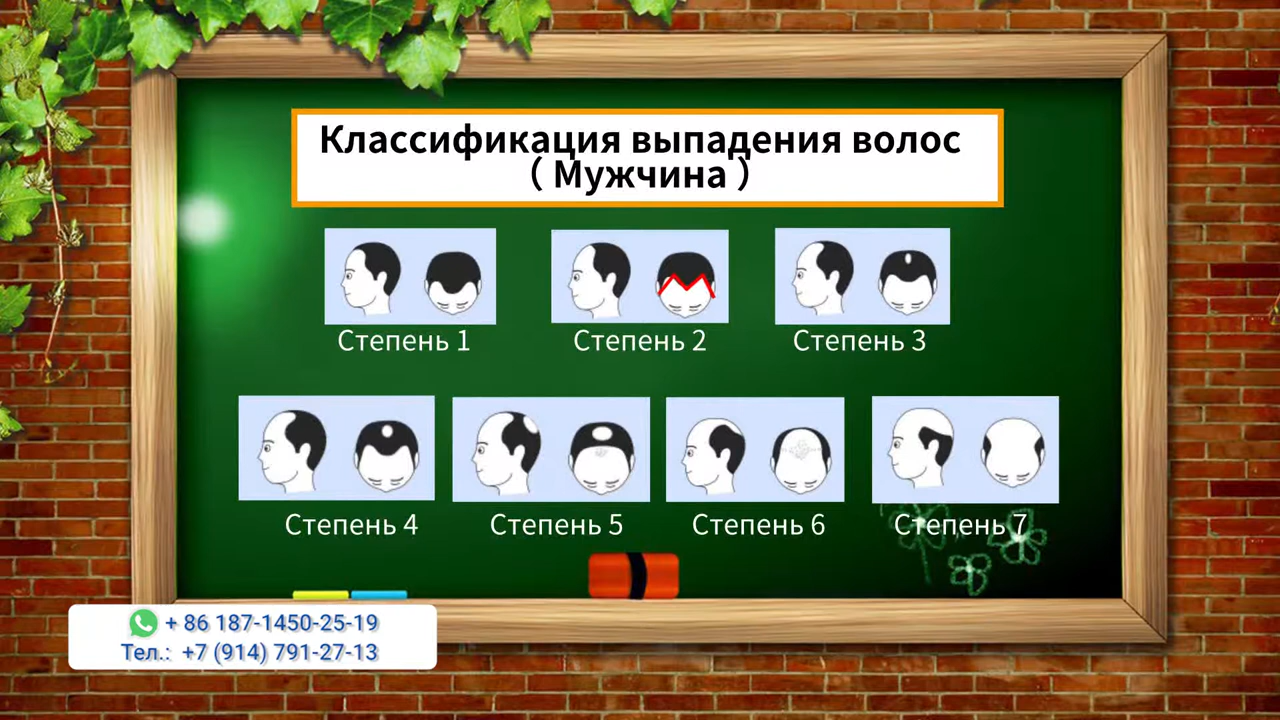 Классификация выпадения волос
( Мужчина )
Степень 1
Степень 2
Степень 3
Степень 4
Степень 5
Степень 6
Степень 7
+ 86 187-1450-25-19
Тел.: +7 (914) 791-27-13